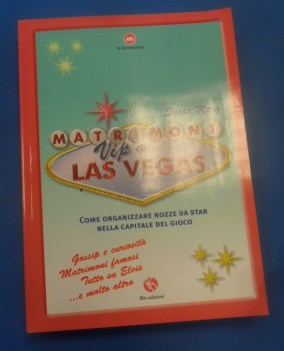 MATRIMONI
Vip
LAS VEGAS
COME ORGANIZZARE NOZZE DA STAR
NELLA CAPITALE DEL GIOCO
Gossip e curiosità
Matrimoni famosi
Tutto su Elvis
...e molto altro